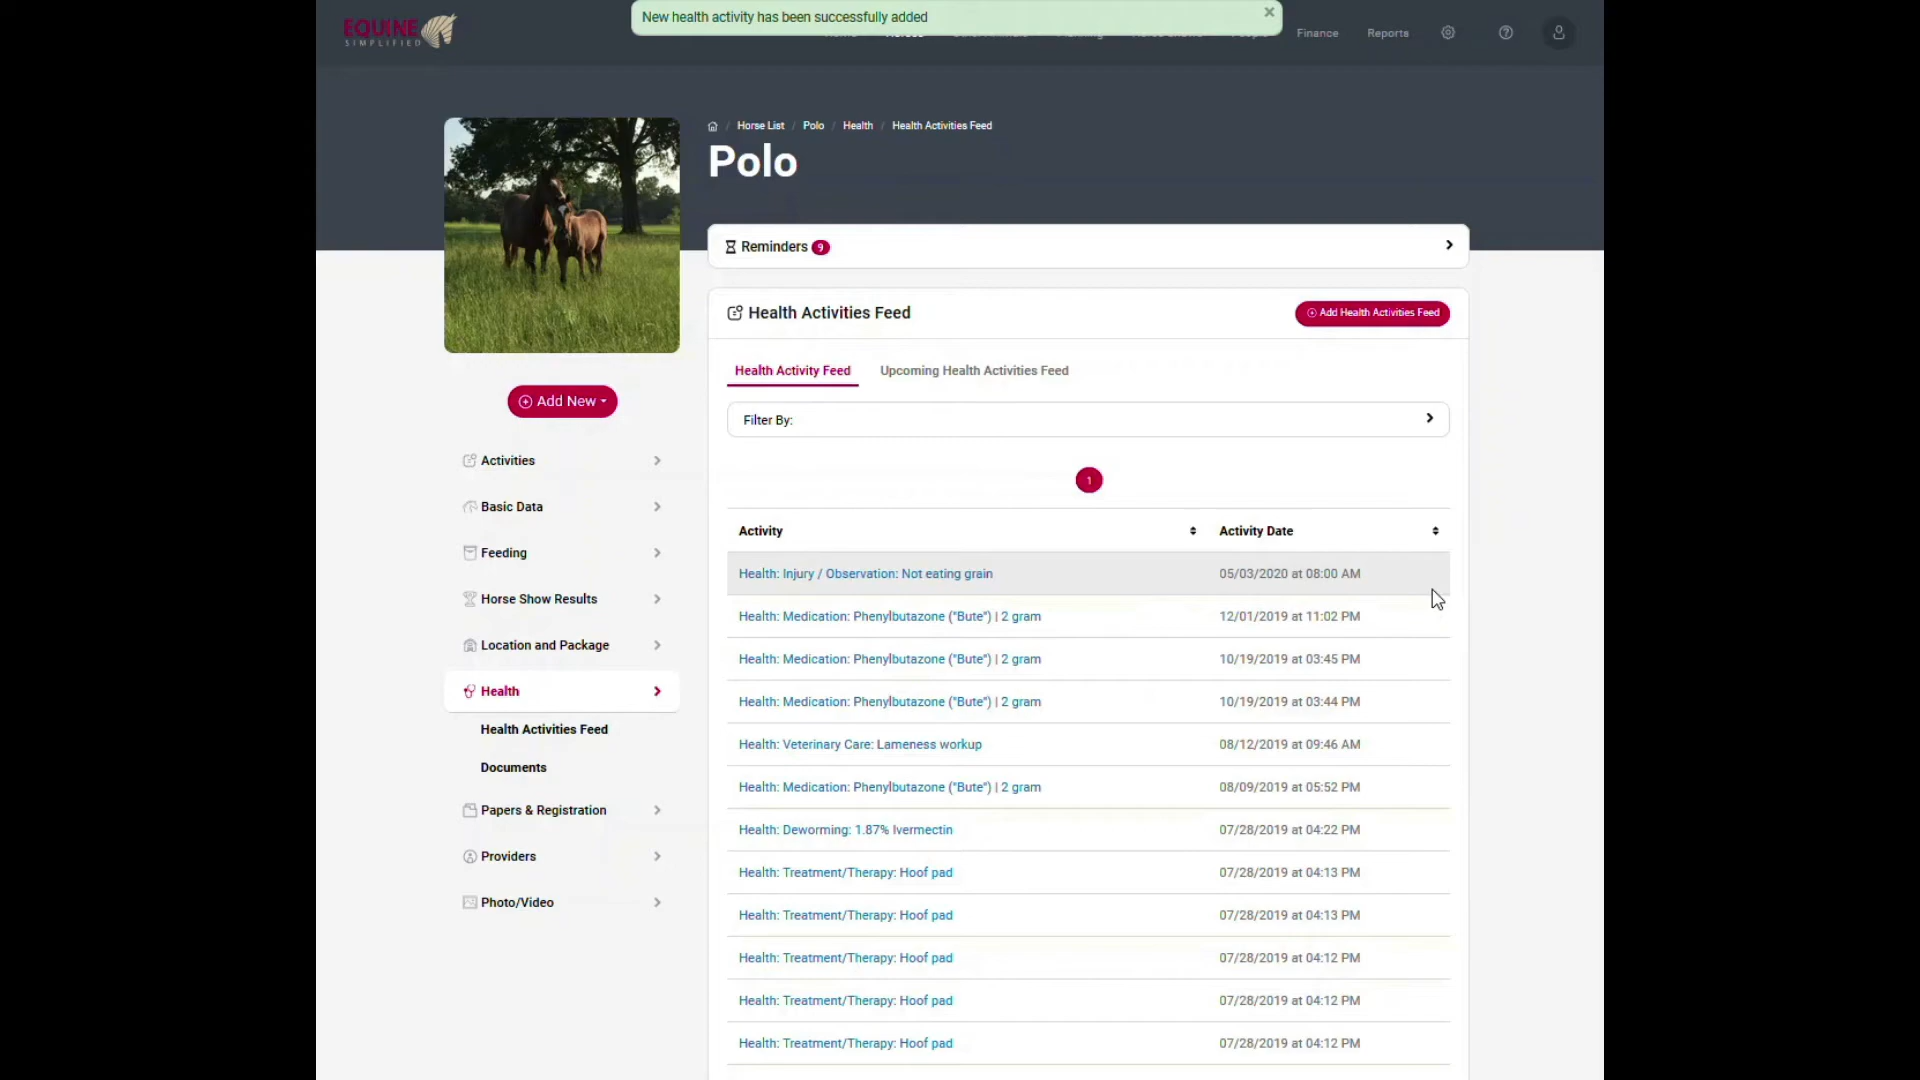 New health activity has been successfully added
×
EQUINE
SIMPLIFIED
Finance
Reports
Horse List / Polo / Health / Health Activities Feed
Polo
Reminders 9
Health Activities Feed
Add Health Activities Feed
Health Activity Feed
Upcoming Health Activities Feed
Filter By:
1
Add New
Activities
Basic Data
Feeding
Horse Show Results
Location and Package
Health
Health Activities Feed
Documents
Papers & Registration
Providers
Photo/Video
Activity Activity Date
Health: Injury / Observation: Not eating grain 05/03/2020 at 08:00 AM
Health: Medication: Phenylbutazone ("Bute") | 2 gram 12/01/2019 at 11:02 PM
Health: Medication: Phenylbutazone ("Bute") | 2 gram 10/19/2019 at 03:45 PM
Health: Medication: Phenylbutazone ("Bute") | 2 gram 10/19/2019 at 03:44 PM
Health: Veterinary Care: Lameness workup 08/12/2019 at 09:46 AM
Health: Medication: Phenylbutazone ("Bute") | 2 gram 08/09/2019 at 05:52 PM
Health: Deworming: 1.87% Ivermectin 07/28/2019 at 04:22 PM
Health: Treatment/Therapy: Hoof pad 07/28/2019 at 04:13 PM
Health: Treatment/Therapy: Hoof pad 07/28/2019 at 04:13 PM
Health: Treatment/Therapy: Hoof pad 07/28/2019 at 04:12 PM
Health: Treatment/Therapy: Hoof pad 07/28/2019 at 04:12 PM
Health: Treatment/Therapy: Hoof pad 07/28/2019 at 04:12 PM